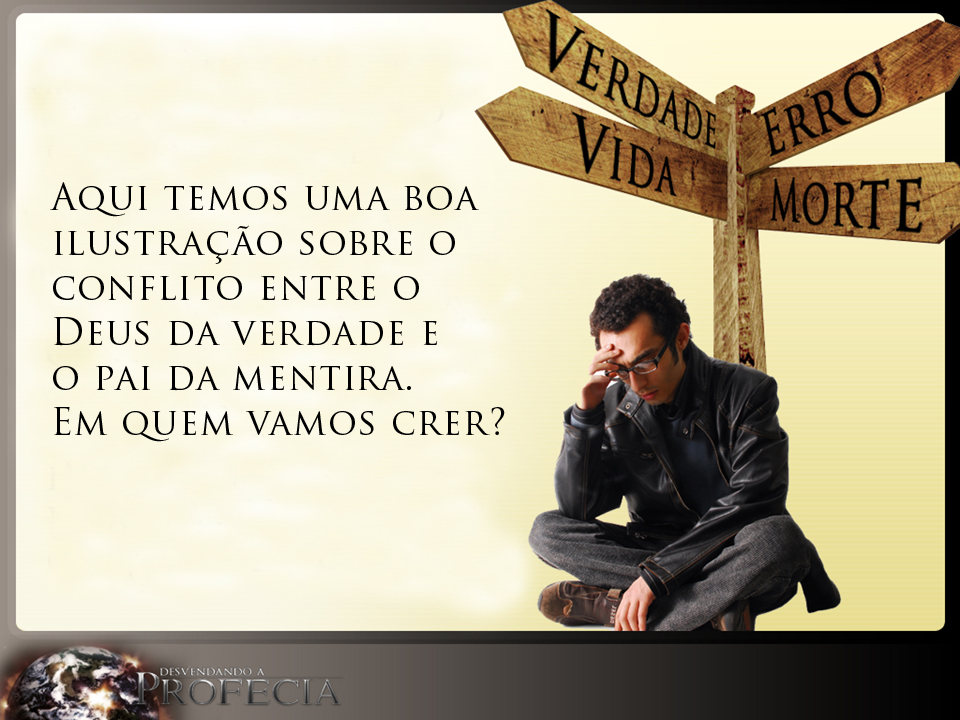 Verdade
Vida
Erro
Morte
Aqui temos uma boa
ilustração sobre o
conflito entre o
Deus da verdade e
o pai da mentira.
Em quem vamos crer?
Desvendando a
Profecia